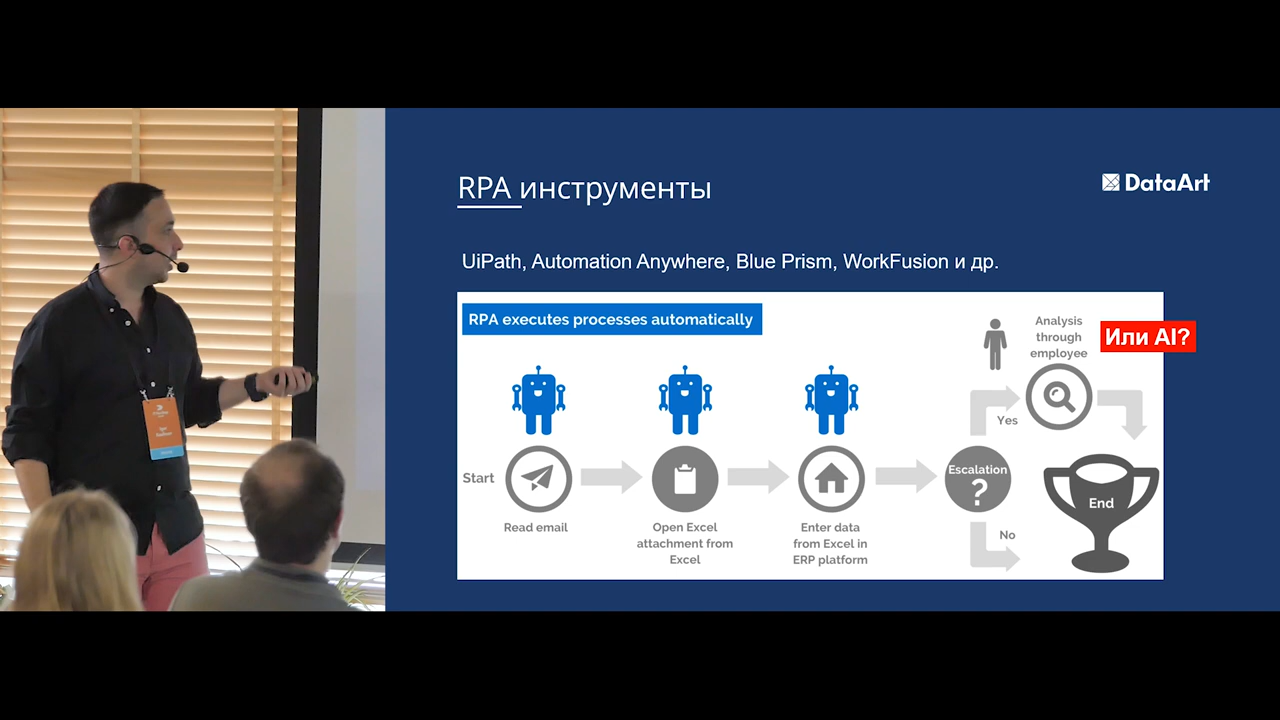 RPA инструменты
DataArt
UiPath, Automation Anywhere, Blue Prism, WorkFusion и др.
RPA executes processes automatically
Analysis
through
employee
Или AI?
Yes
Start
Escalation
?
End
Read email
Open Excel
attachment from
Excel
Enter data
from Excel in
ERP platform
No